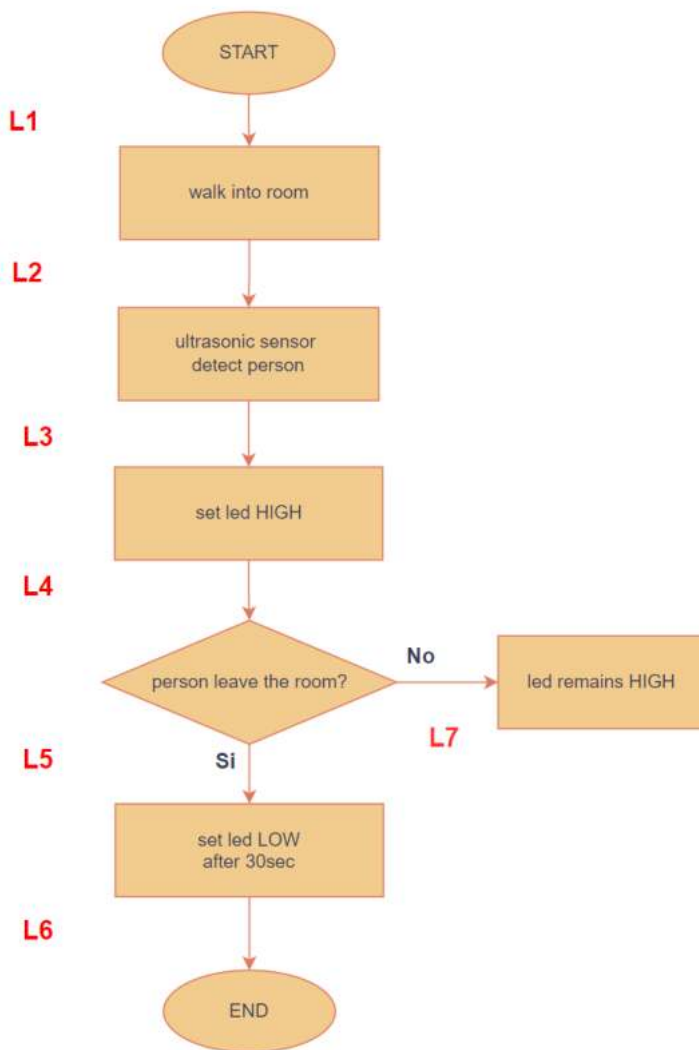 START
L1
walk into room
L2
ultrasonic sensor
detect person
L3
set led HIGH
L4
person leave the room?
No
led remains HIGH
L7
L5
Si
set led LOW
after 30sec
L6
END